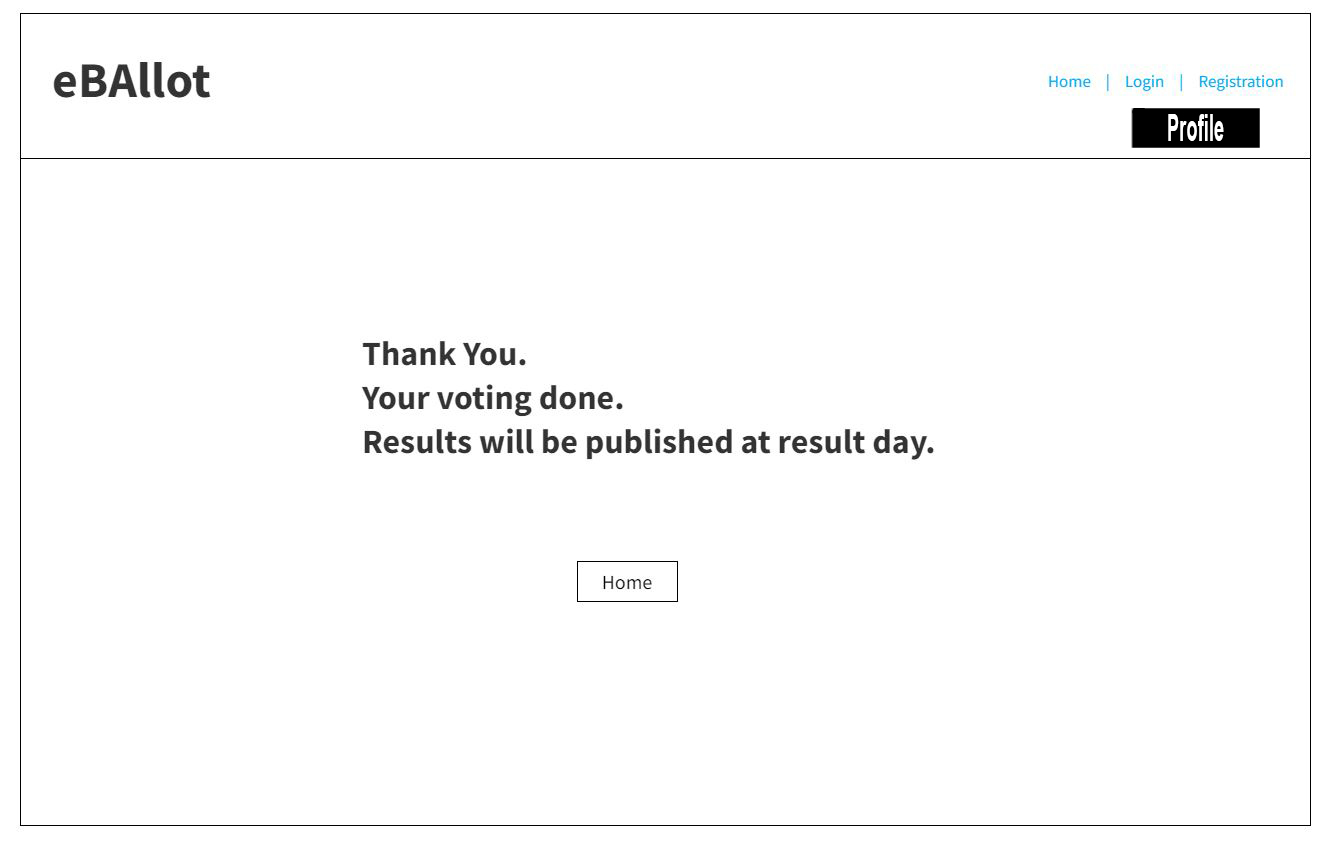 eBAllot
Home | Login | Registration
Profile
Thank You.
Your voting done.
Results will be published at result day.
Home